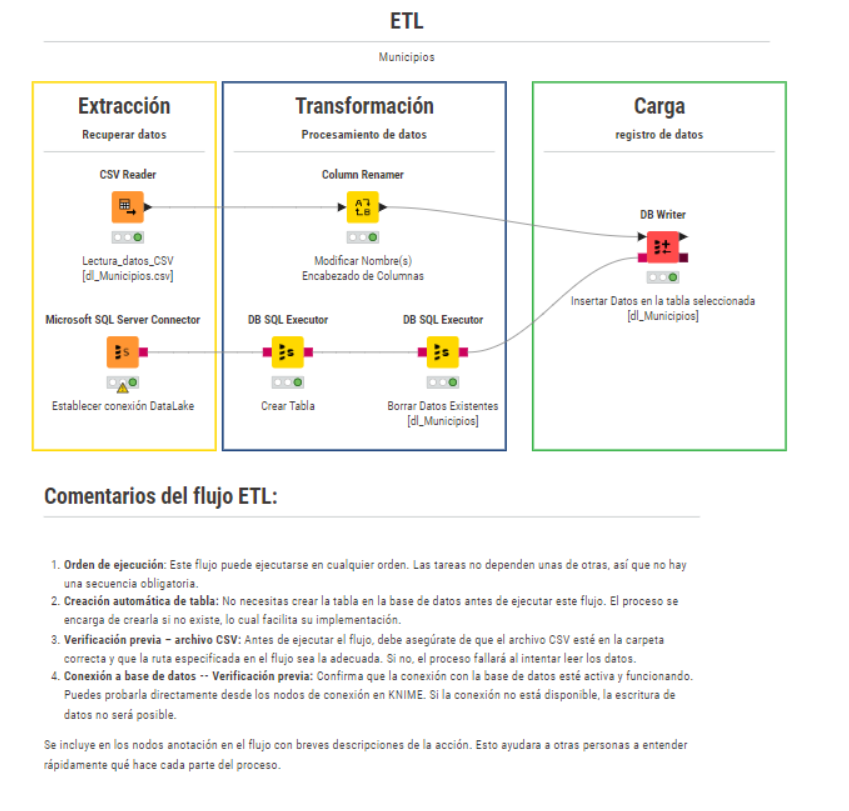 ETL
Municipios
Extracción
Recuperar datos
Transformación
Procesamiento de datos
Carga
registro de datos
CSV Reader
Lectura_datos_CSV
[dl_Municipios.csv]
Column Renamer
Modificar Nombre(s)
Encabezado de Columnas
DB Writer
Insertar Datos en la tabla seleccionada
[dl_Municipios]
Microsoft SQL Server Connector
Establecer conexión DataLake
DB SQL Executor
Crear Tabla
DB SQL Executor
Borrar Datos Existentes
[dl_Municipios]
Comentarios del flujo ETL:
1. Orden de ejecución: Este flujo puede ejecutarse en cualquier orden. Las tareas no dependen unas de otras, así que no hay
una secuencia obligatoria.
2. Creación automática de tabla: No necesitas crear la tabla en la base de datos antes de ejecutar este flujo. El proceso se
encarga de crearla si no existe, lo cual facilita su implementación.
3. Verificación previa – archivo CSV: Antes de ejecutar el flujo, debe asegúrate de que el archivo CSV esté en la carpeta
correcta y que la ruta especificada en el flujo sea la adecuada. Si no, el proceso fallará al intentar leer los datos.
4. Conexión a base de datos -- Verificación previa: Confirma que la conexión con la base de datos esté activa y funcionando.
Puedes probarla directamente desde los nodos de conexión en KNIME. Si la conexión no está disponible, la escritura de
datos no será posible.
Se incluye en los nodos anotación en el flujo con breves descripciones de la acción. Esto ayudara a otras personas a entender
rápidamente qué hace cada parte del proceso.